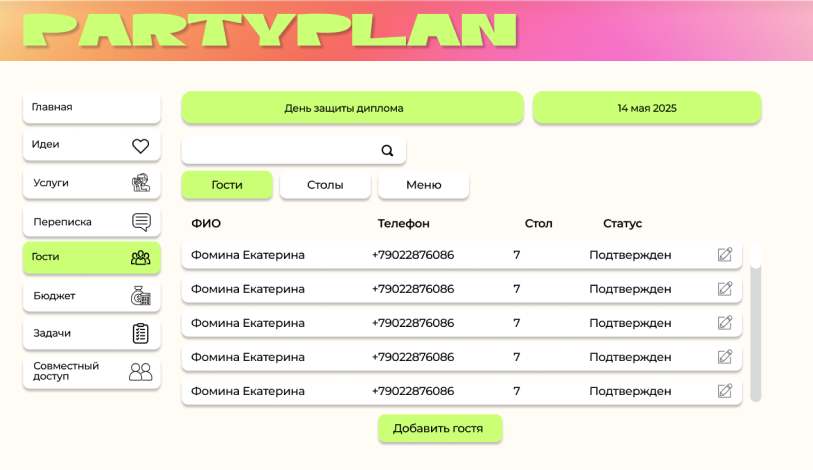 PARTYPLAN
Главная
Идеи
Услуги
Переписка
Гости
Бюджет
Задачи
Совместный
доступ
День защиты диплома
14 мая 2025
Гости Столы Меню
ФИО Телефон Стол Статус
Фомина Екатерина +79022876086 7 Подтвержден
Фомина Екатерина +79022876086 7 Подтвержден
Фомина Екатерина +79022876086 7 Подтвержден
Фомина Екатерина +79022876086 7 Подтвержден
Фомина Екатерина +79022876086 7 Подтвержден
Добавить гостя